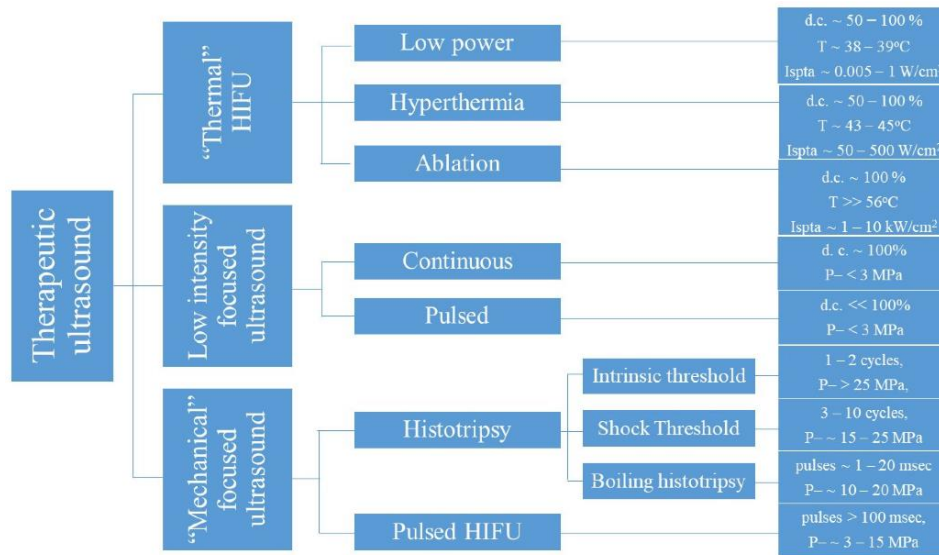 Therapeutic
ultrasound
“Thermal”
HIFU
Low power
d.c. ~ 50 – 100 %
T ~ 38 – 39°C
Ispta ~ 0.005 – 1 W/cm²
Hyperthermia
d.c. ~ 50 – 100%
T ~ 43 – 45°C
Ispta ~ 50 – 500 W/cm²
Ablation
d.c. ~ 100 %
T >> 56°C
Ispta ~ 1 – 10 kW/cm²
Low intensity
focused
ultrasound
Continuous
d. c. ~ 100%
P– < 3 MPa
Pulsed
d.c. << 100%
P– < 3 MPa
“Mechanical”
focused
ultrasound
Histotripsy
Intrinsic threshold
1 – 2 cycles,
P– > 25 MPa,
Shock Threshold
3 – 10 cycles,
P– ~ 15 – 25 MPa
Boiling histotripsy
pulses ~ 1 – 20 msec
P– ~ 10 – 20 MPa
Pulsed HIFU
pulses > 100 msec,
P– ~ 3 – 15 MPa